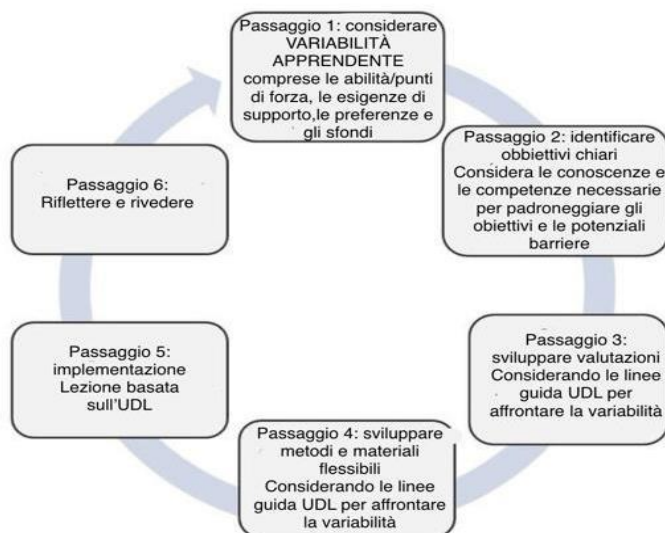 Passaggio 1: considerare
VARIABILITÀ
APPRENDENTE
comprese le abilità/punti
di forza, le esigenze di
supporto,le preferenze e
gli sfondi
Passaggio 2: identificare
obbiettivi chiari
Considera le conoscenze e
le competenze necessarie
per padroneggiare gli
obiettivi e le potenziali
barriere
Passaggio 3:
sviluppare valutazioni
Considerando le linee
guida UDL per
affrontare la variabilità
Passaggio 4: sviluppare
metodi e materiali
flessibili
Considerando le linee
guida UDL per affrontare
la variabilità
Passaggio 5:
implementazione
Lezione basata
sull'UDL
Passaggio 6:
Riflettere e rivedere